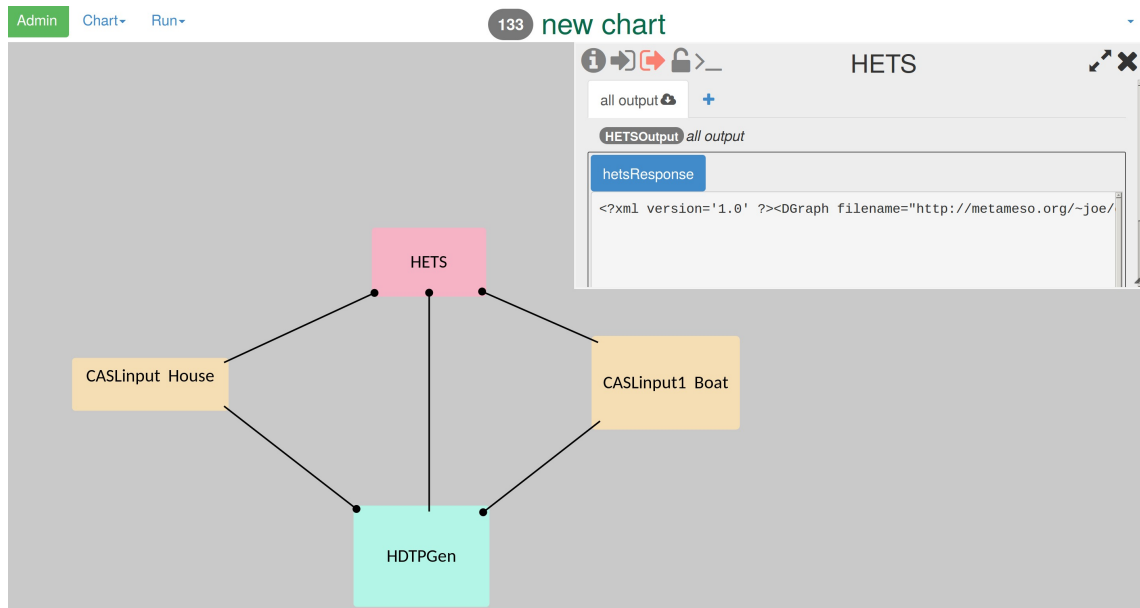 Admin Chart Run 133 new chart
HETS
all output +
HETSOutput all output
hetsResponse
<?xml version='1.0' ?><DGraph filename="http://metameso.org/~joe/
HETS
CASLinput House
CASLinput1 Boat
HDTPGen